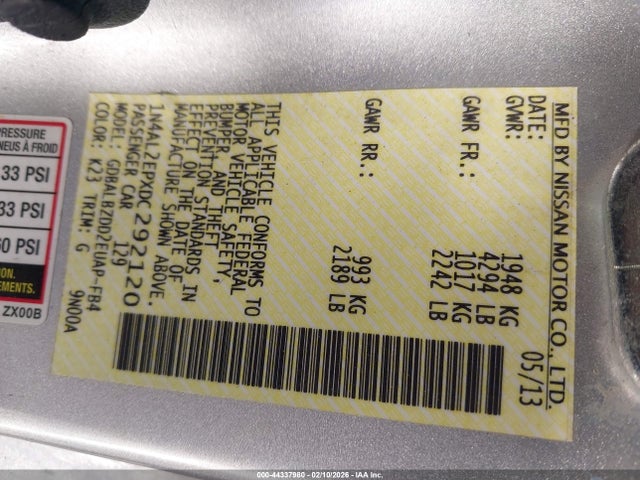 MFD BY NISSAN MOTOR CO., LTD.
DATE: 05/13
GVWR: 1948 KG
4294 LB
GAWR FR: 1017 KG
2242 LB
GAWR RR: 993 KG
2189 LB
THIS VEHICLE CONFORMS TO
ALL APPLICABLE FEDERAL
MOTOR VEHICLE SAFETY,
BUMPER, AND THEFT
PREVENTION STANDARDS IN
EFFECT ON THE DATE OF
MANUFACTURE SHOWN ABOVE.
1N4AL2EPXDC292120
PASSENGER CAR 129
MODEL: GDBALBZDD2EUAP-FB4
COLOR: K23 TRIM: G 9N00A
PRESSURE
NEUS À FROID
33 PSI
33 PSI
60 PSI
ION.
EMENTS.
ZX00B
000-44337980 - 02/10/2026 - IAA Inc.